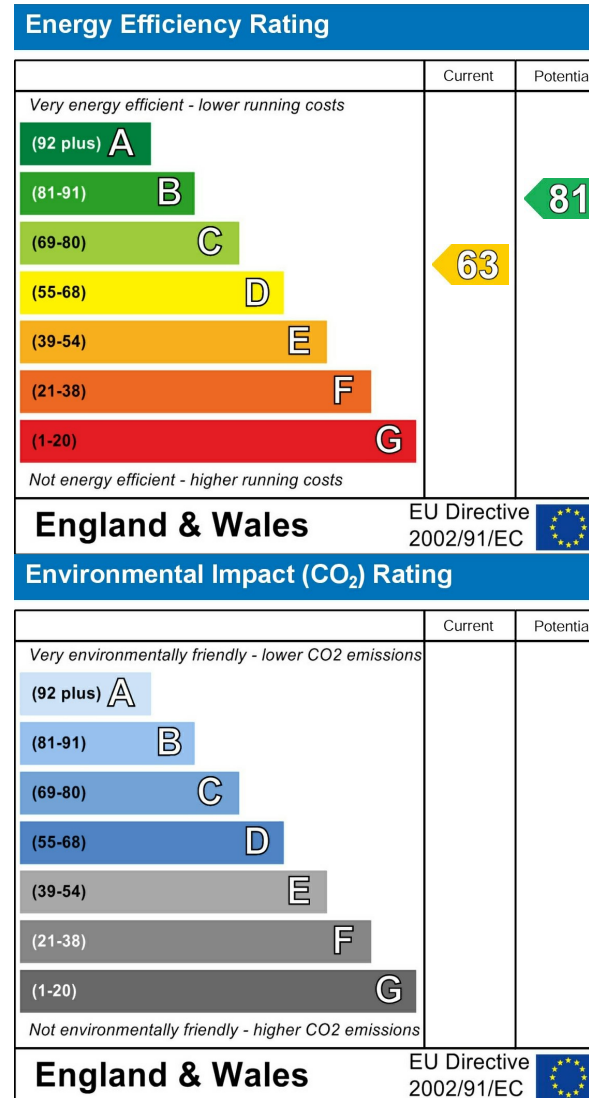 Energy Efficiency Rating
Current Potentia
Very energy efficient - lower running costs
(92 plus) A
(81-91) B
81
(69-80) C
63
(55-68) D
(39-54) E
(21-38) F
(1-20) G
Not energy efficient - higher running costs
England & Wales
EU Directive
2002/91/EC
Environmental Impact (CO₂) Rating
Current Potentia
Very environmentally friendly - lower CO2 emissions
(92 plus) A
(81-91) B
(69-80) C
(55-68) D
(39-54) E
(21-38) F
(1-20) G
Not environmentally friendly - higher CO2 emissions
England & Wales
EU Directive
2002/91/EC